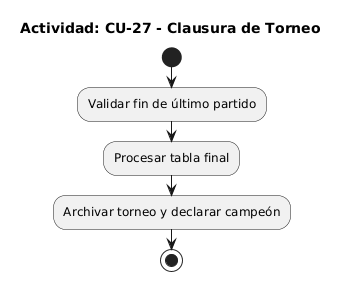 Actividad: CU-27 - Clausura de Torneo
Validar fin de último partido
Procesar tabla final
Archivar torneo y declarar campeón